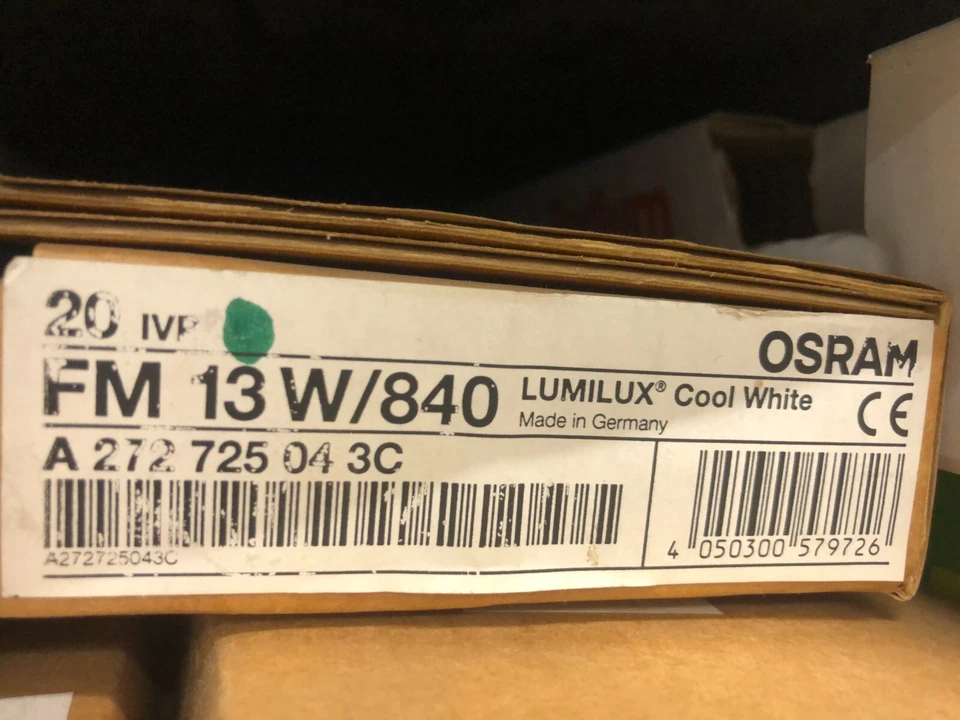 20 IVP
OSRAM
FM 13 W/840 LUMILUX® Cool White
Made in Germany
CE
A 272 725 04 3C
A272725043C
4 050300 579726